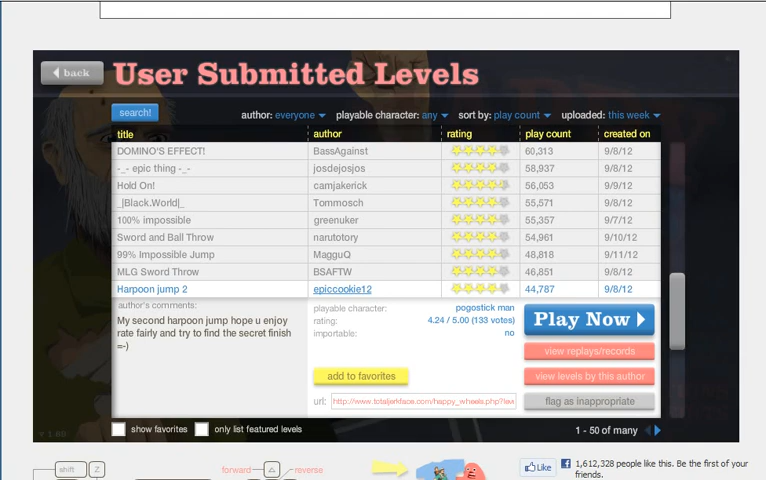 back
User Submitted Levels
search!
author: everyone playable character: any sort by: play count uploaded: this week
title author rating play count created on
DOMINO'S EFFECT! BassAgainst 60,313 9/8/12
-_- epic thing -_- josdejosjos 58,937 9/8/12
Hold On! camjakerick 56,053 9/9/12
_|Black.World|_ Tommosch 55,571 9/8/12
100% impossible greenuker 55,357 9/7/12
Sword and Ball Throw narutotory 54,961 9/10/12
99% Impossible Jump MagguQ 48,818 9/11/12
MLG Sword Throw BSAFTW 46,851 9/8/12
Harpoon jump 2 epiccookie12 44,787 9/8/12
author's comments:
My second harpoon jump hope u enjoy
rate fairly and try to find the secret finish
=-)
playable character: pogostick man
rating: 4.24 / 5.00 (133 votes)
importable: no
add to favorites
url: http://www.totaljerkface.com/happy_wheels.php?lev
Play Now
view replays/records
view levels by this author
flag as inappropriate
show favorites only list featured levels
1 - 50 of many
shift Z
forward reverse
Like
1,612,328 people like this. Be the first of your
friends.